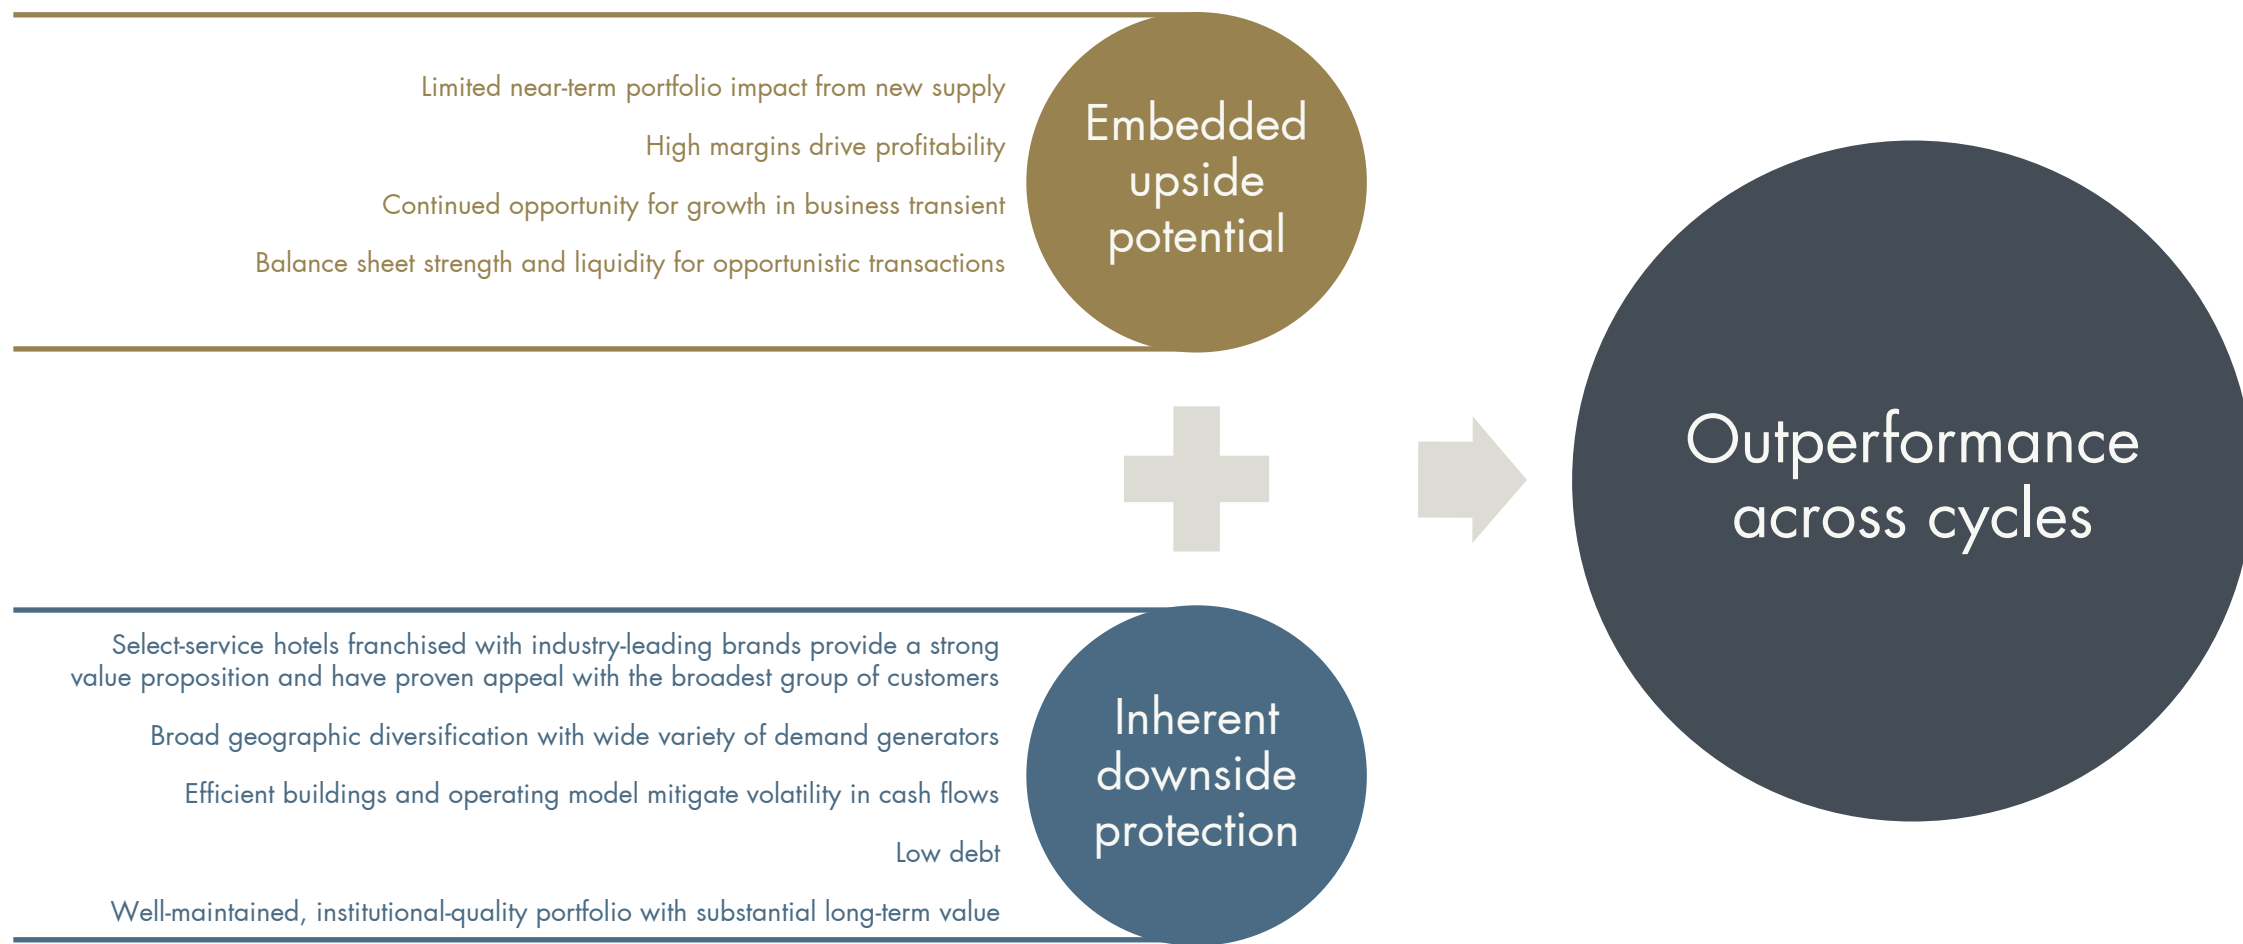 Limited near-term portfolio impact from new supply
High margins drive profitability
Continued opportunity for growth in business transient
Balance sheet strength and liquidity for opportunistic transactions
Embedded
upside
potential
Outperformance
across cycles
Select-service hotels franchised with industry-leading brands provide a strong
value proposition and have proven appeal with the broadest group of customers
Broad geographic diversification with wide variety of demand generators
Efficient buildings and operating model mitigate volatility in cash flows
Low debt
Well-maintained, institutional-quality portfolio with substantial long-term value
Inherent
downside
protection